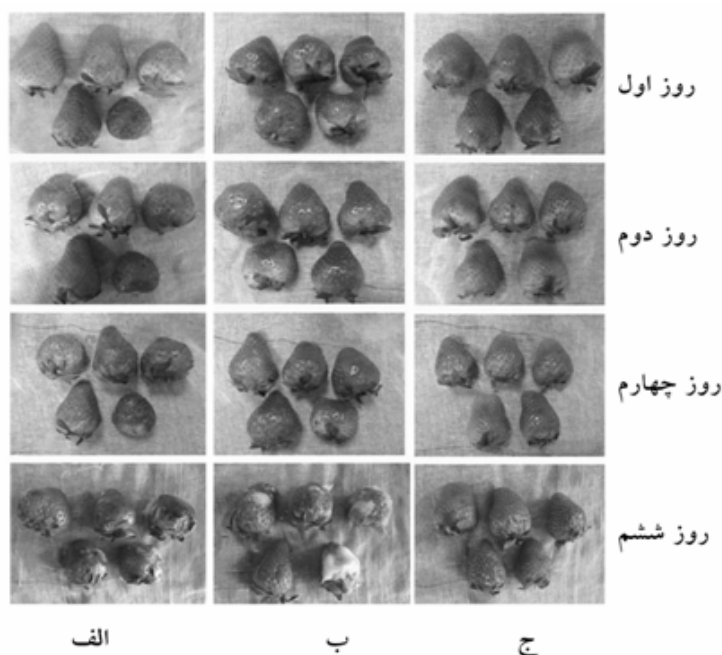 روز اول
روز دوم
روز چهارم
روز ششم
ج ب الف